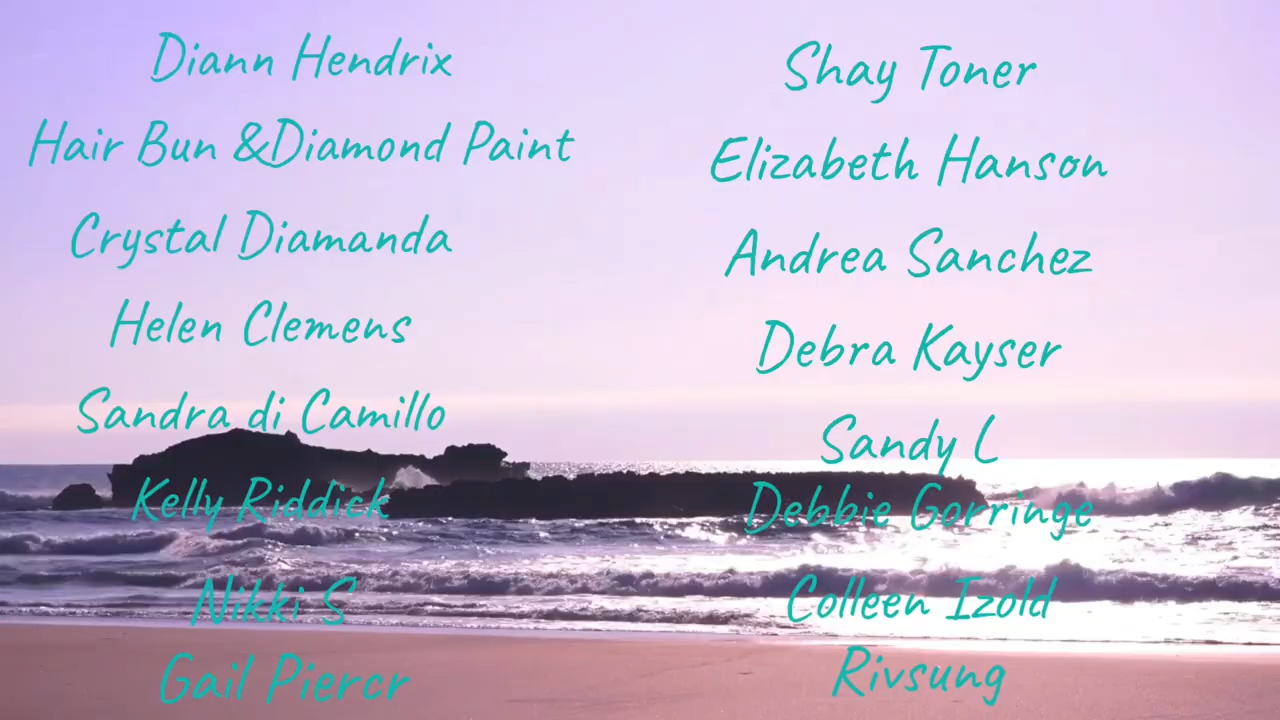 Diann Hendrix
Hair Bun &Diamond Paint
Crystal Diamanda
Helen Clemens
Sandra di Camillo
Kelly Riddick
Nikki S
Gail Piercr
Shay Toner
Elizabeth Hanson
Andrea Sanchez
Debra Kayser
Sandy L
Debbie Gorringe
Colleen Izold
Rivsung